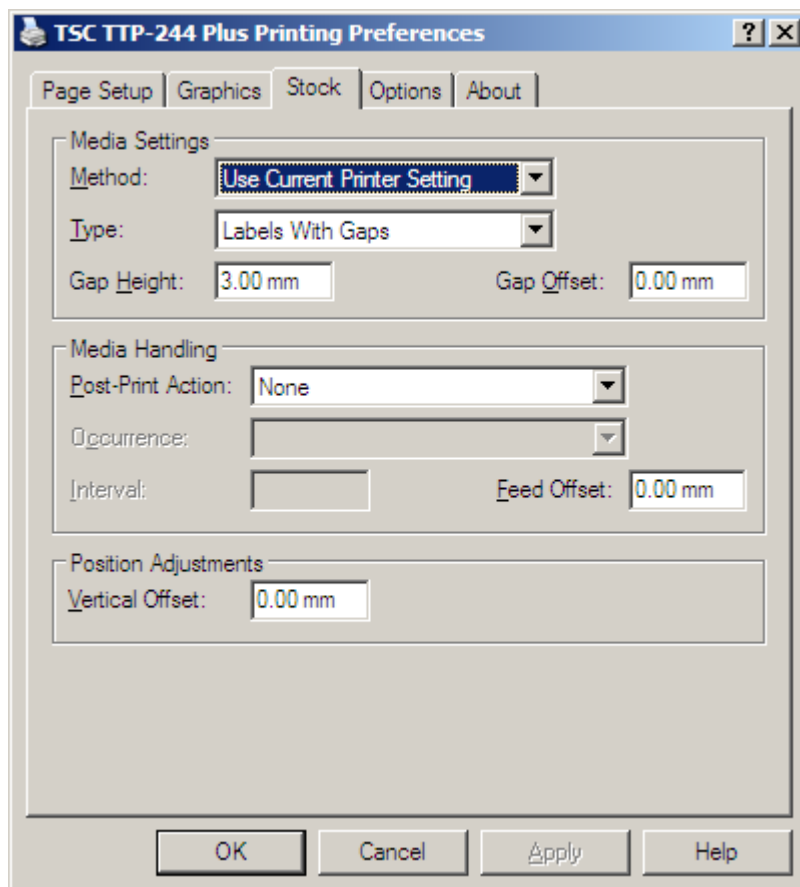 TSC TTP-244 Plus Printing Preferences
Page Setup Graphics Stock Options About
Media Settings
Method: Use Current Printer Setting
Type: Labels With Gaps
Gap Height: 3.00 mm Gap Offset: 0.00 mm
Media Handling
Post-Print Action: None
Occurrence:
Interval: Feed Offset: 0.00 mm
Position Adjustments
Vertical Offset: 0.00 mm
OK Cancel Apply Help